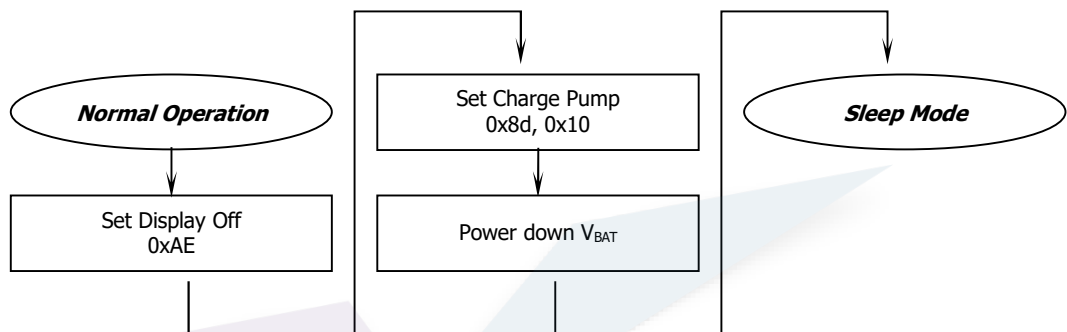 Normal Operation
Set Display Off
0xAE
Set Charge Pump
0x8d, 0x10
Power down VBAT
Sleep Mode